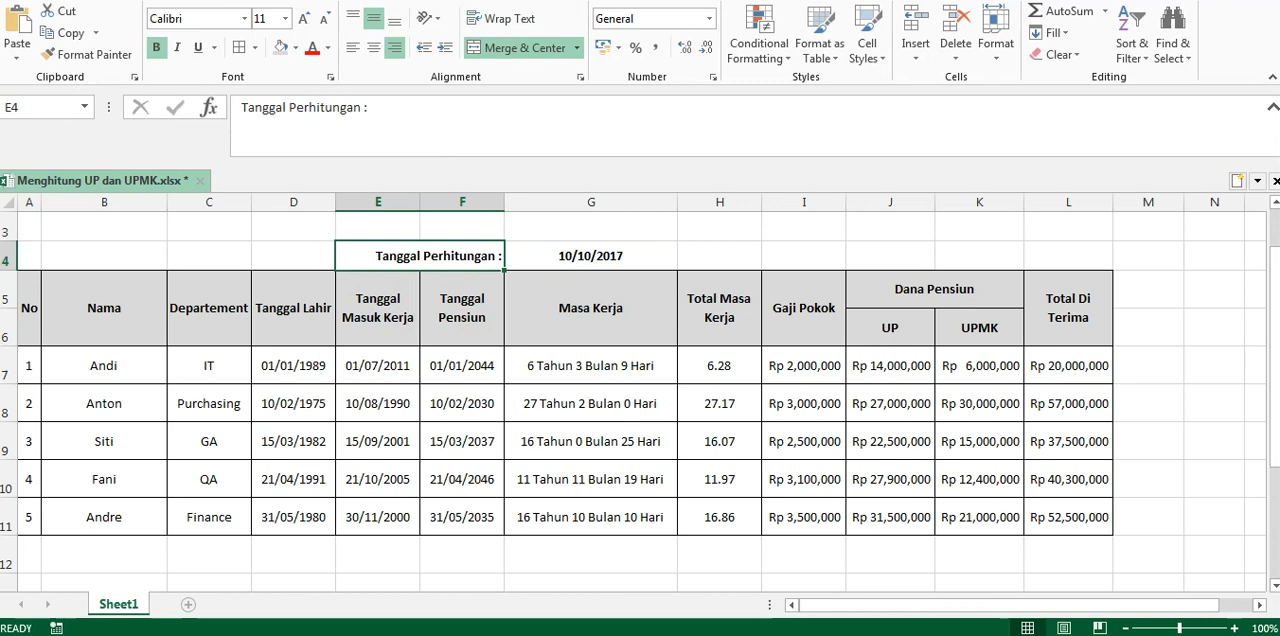 Cut
Copy
Format Painter
Paste
Clipboard
Calibri 11
B I U
Font
Wrap Text
Merge & Center
Alignment
General
% ,
Number
Conditional Formatting
Format as Table
Cell Styles
Styles
Insert Delete Format
Cells
AutoSum
Fill
Clear
Sort & Filter
Find & Select
Editing
E4 fx Tanggal Perhitungan :
Menghitung UP dan UPMK.xlsx *
A B C D E F G H I J K L M N
3
4 Tanggal Perhitungan : 10/10/2017
5
6
No Nama Departement Tanggal Lahir Tanggal Masuk Kerja Tanggal Pensiun Masa Kerja Total Masa Kerja Gaji Pokok Dana Pensiun Total Di Terima
UP UPMK
7 1 Andi IT 01/01/1989 01/07/2011 01/01/2044 6 Tahun 3 Bulan 9 Hari 6.28 Rp 2,000,000 Rp 14,000,000 Rp 6,000,000 Rp 20,000,000
8 2 Anton Purchasing 10/02/1975 10/08/1990 10/02/2030 27 Tahun 2 Bulan 0 Hari 27.17 Rp 3,000,000 Rp 27,000,000 Rp 30,000,000 Rp 57,000,000
9 3 Siti GA 15/03/1982 15/09/2001 15/03/2037 16 Tahun 0 Bulan 25 Hari 16.07 Rp 2,500,000 Rp 22,500,000 Rp 15,000,000 Rp 37,500,000
10 4 Fani QA 21/04/1991 21/10/2005 21/04/2046 11 Tahun 11 Bulan 19 Hari 11.97 Rp 3,100,000 Rp 27,900,000 Rp 12,400,000 Rp 40,300,000
11 5 Andre Finance 31/05/1980 30/11/2000 31/05/2035 16 Tahun 10 Bulan 10 Hari 16.86 Rp 3,500,000 Rp 31,500,000 Rp 21,000,000 Rp 52,500,000
12
Sheet1
READY
100%